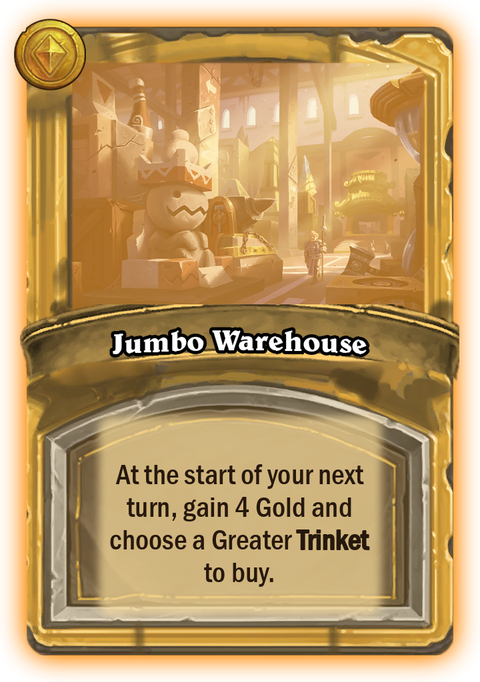 Jumbo Warehouse
At the start of your next
turn, gain 4 Gold and
choose a Greater Trinket
to buy.